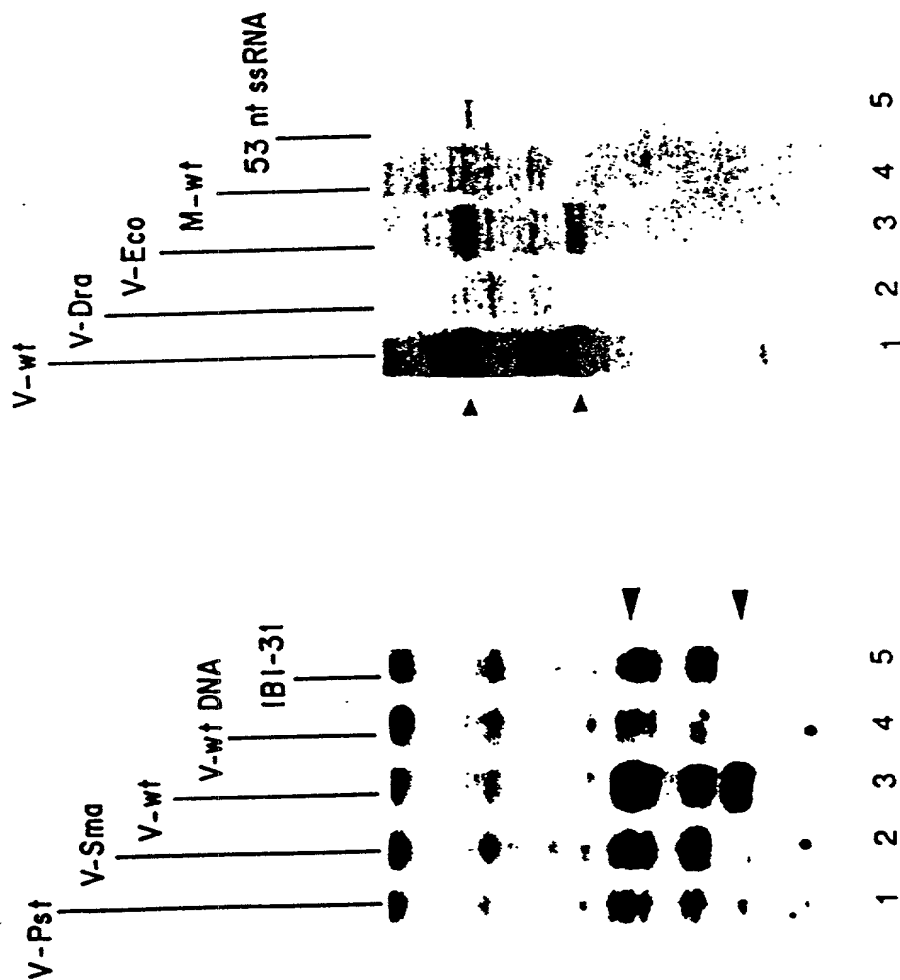 V-wt
V-Dra
V-Eco
M-wt
53 nt ssRNA
1 2 3 4 5
V-Pst
V-Sma
V-wt
V-wt DNA
IBI-31
1 2 3 4 5